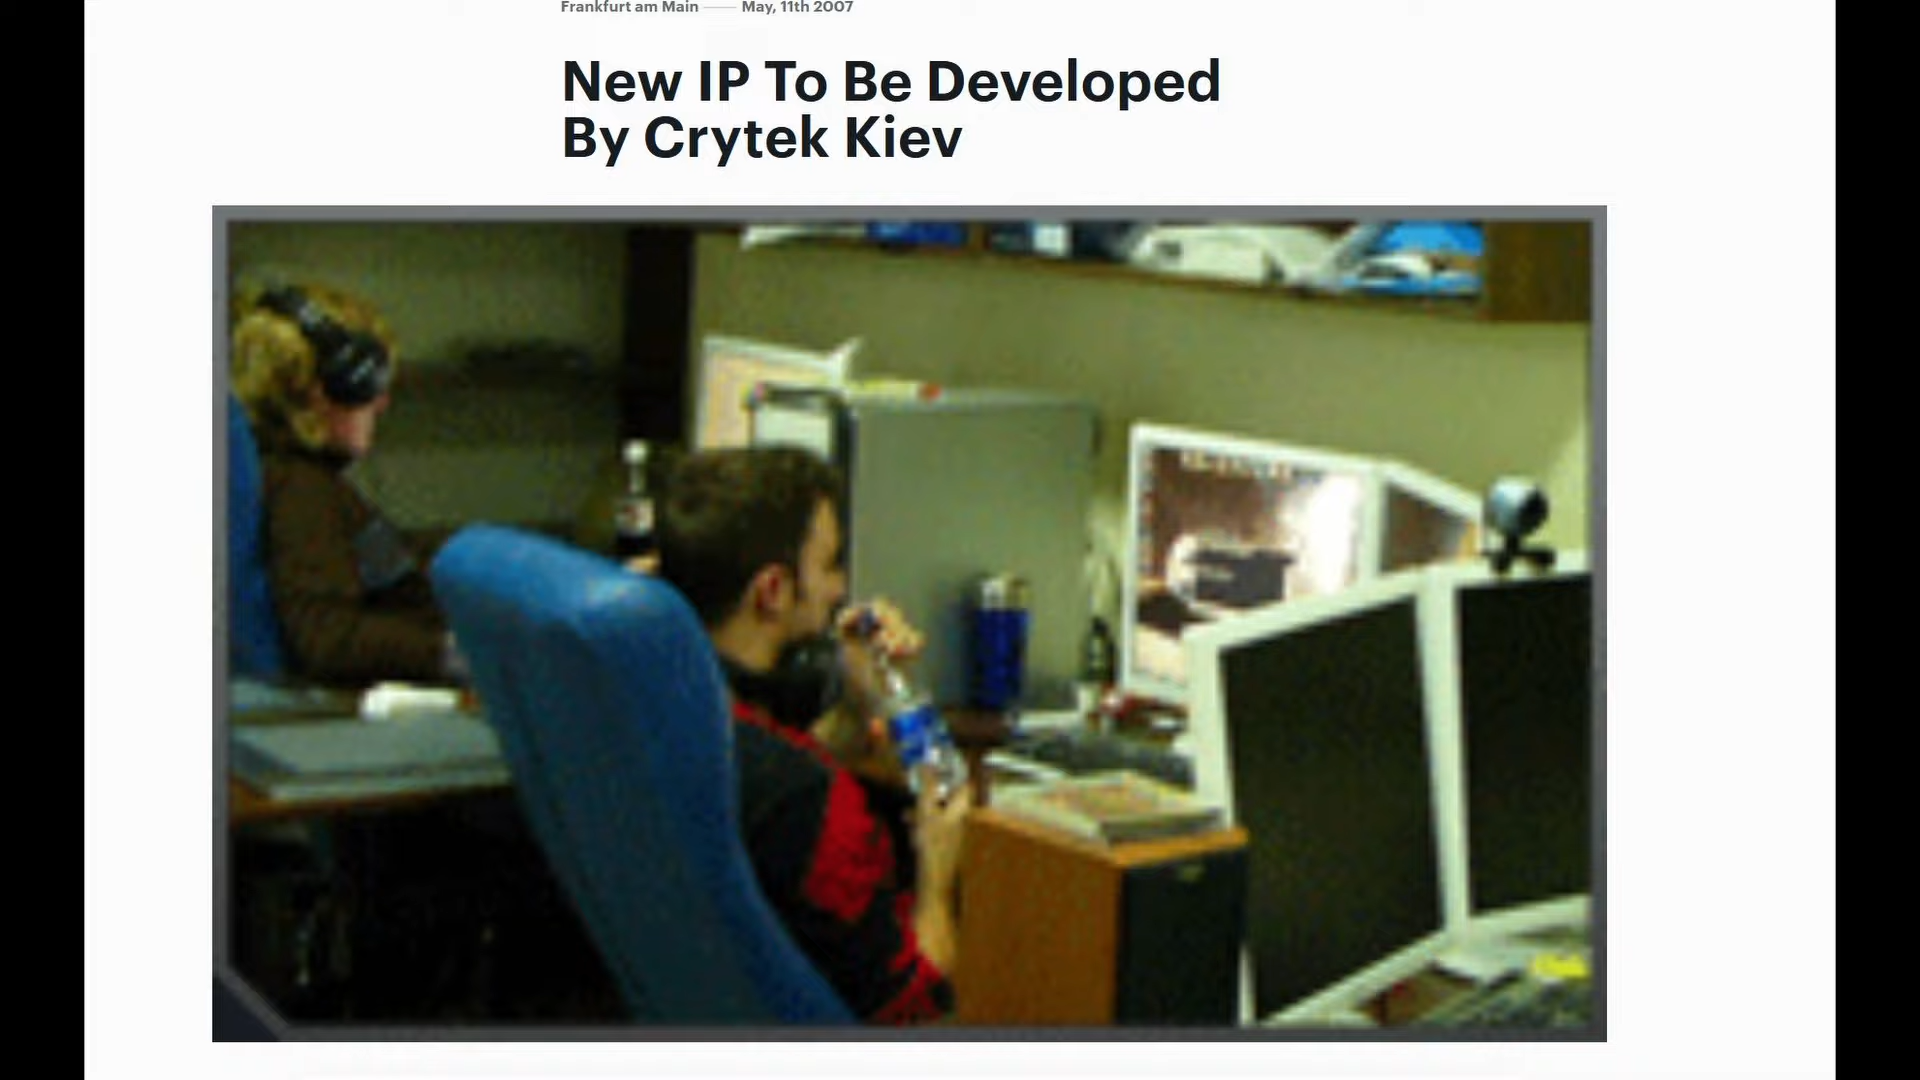 Frankfurt am Main —— May, 11th 2007
New IP To Be Developed
By Crytek Kiev